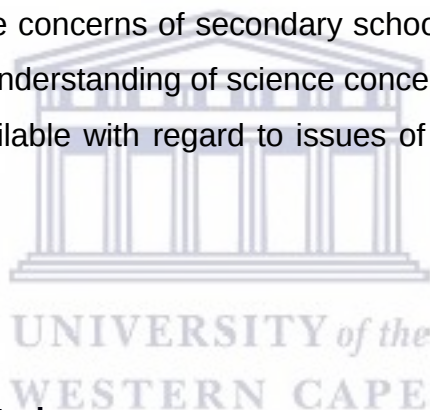 e concerns of secondary schoo
nderstanding of science conce
ilable with regard to issues of
UNIVERSITY of the
WESTERN CAPE